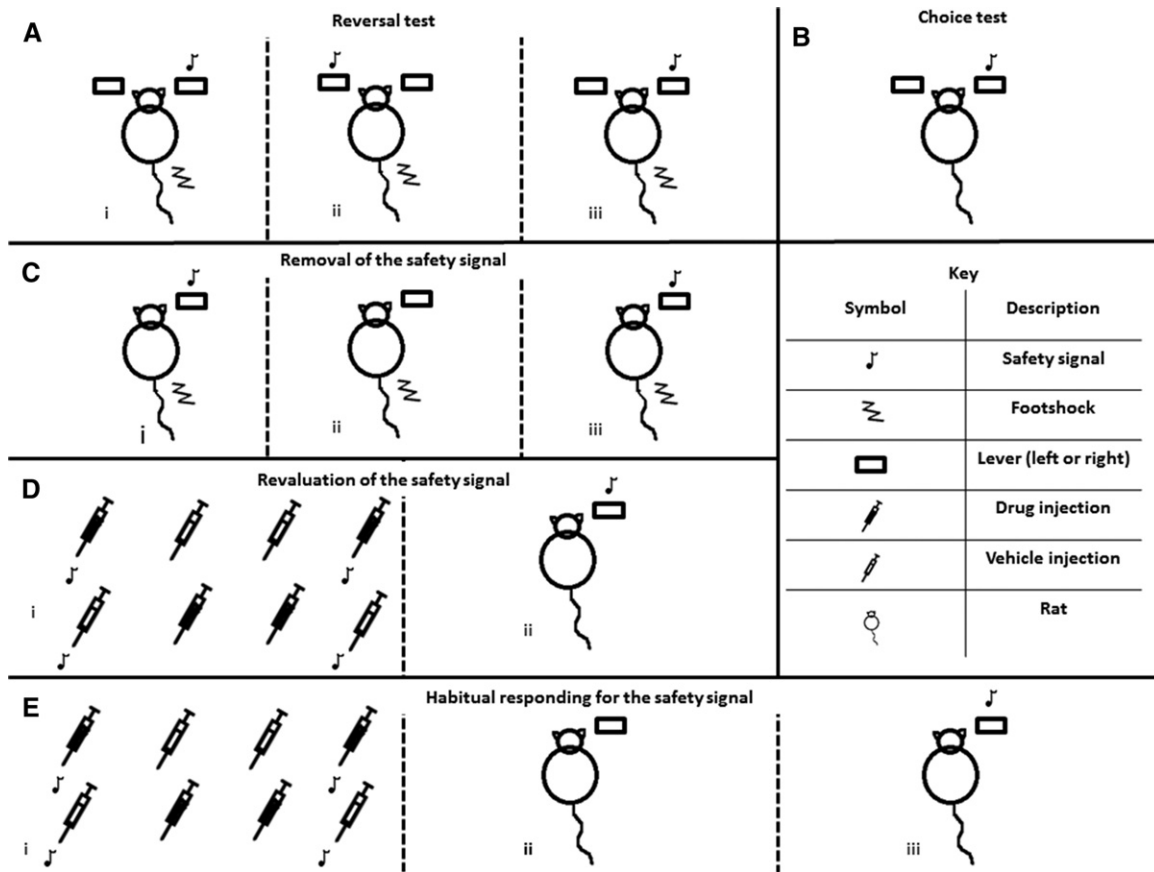 A
Reversal test
i
ii
iii
B
Choice test
C
Removal of the safety signal
i
ii
iii
Key
Symbol
Description
Safety signal
Footshock
Lever (left or right)
Drug injection
Vehicle injection
Rat
D
Revaluation of the safety signal
i
ii
E
Habitual responding for the safety signal
i
ii
iii